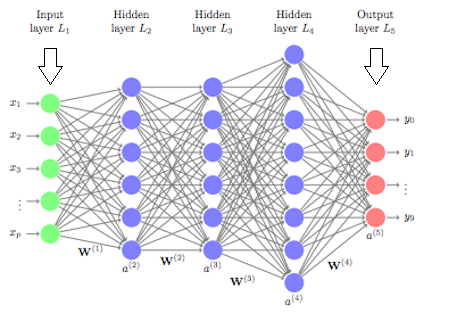 Input
layer L₁
Hidden
layer L₂
Hidden
layer L₃
Hidden
layer L₄
Output
layer L₅
x₁
x₂
x₃
⋮
xₚ
y₀
y₁
⋮
y₉
W⁽¹⁾
a⁽²⁾
W⁽²⁾
a⁽³⁾
W⁽³⁾
a⁽⁴⁾
W⁽⁴⁾
a⁽⁵⁾